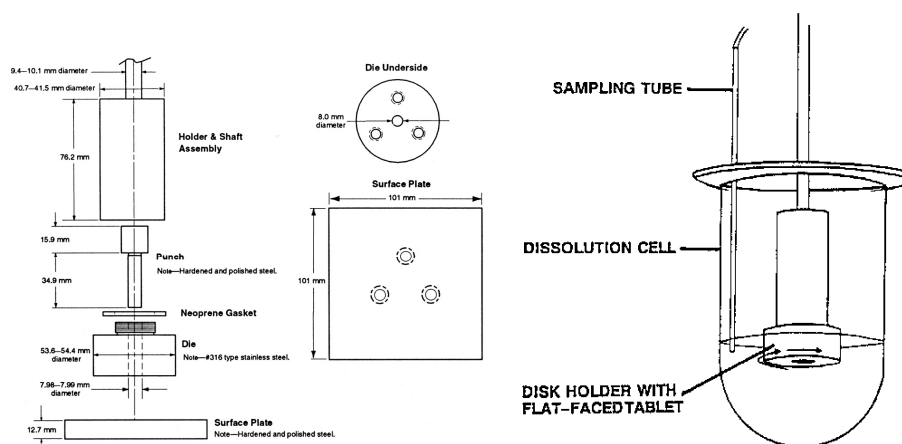 9.4–10.1 mm diameter
40.7–41.5 mm diameter
Holder & Shaft
Assembly
76.2 mm
15.9 mm
Punch
Note—Hardened and polished steel.
34.9 mm
Neoprene Gasket
Die
Note—#316 type stainless steel.
53.6–54.4 mm
diameter
7.98–7.99 mm
diameter
Surface Plate
Note—Hardened and polished steel.
12.7 mm
Die Underside
8.0 mm
diameter
Surface Plate
101 mm
101 mm
SAMPLING TUBE
DISSOLUTION CELL
DISK HOLDER WITH
FLAT-FACED TABLET